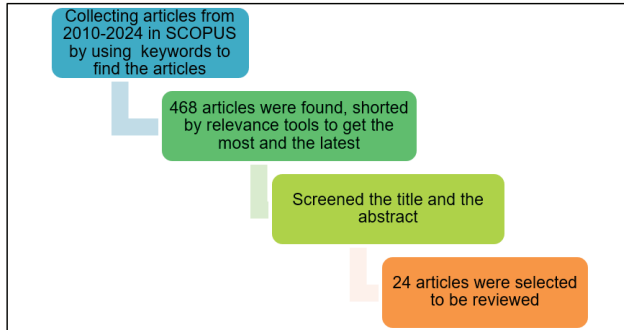 Collecting articles from
2010-2024 in SCOPUS
by using keywords to
find the articles
468 articles were found, shorted
by relevance tools to get the
most and the latest
Screened the title and the
abstract
24 articles were selected
to be reviewed